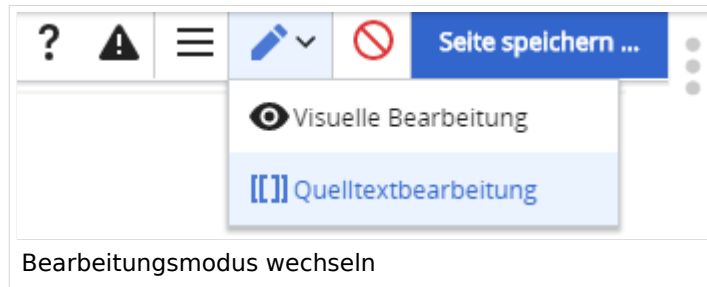 ? Seite speichern ...
Visuelle Bearbeitung
[[]] Quelltextbearbeitung
Bearbeitungsmodus wechseln